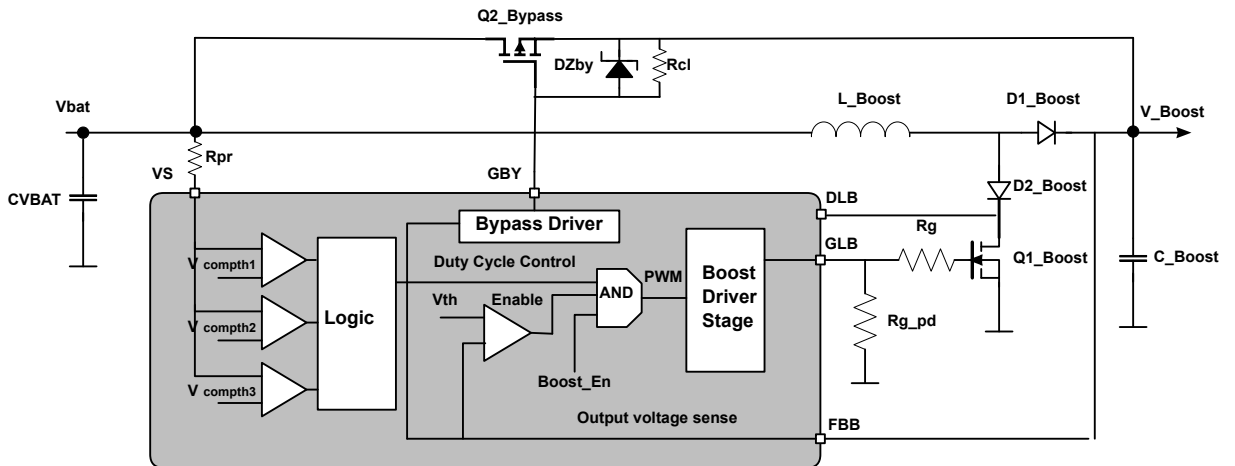 Q2_Bypass
DZby
Rcl
Vbat
L_Boost
D1_Boost
V_Boost
Rpr
VS
GBY
CVBAT
DLB
D2_Boost
Bypass Driver
Rg
GLB
V compth1
Duty Cycle Control
PWM
Boost
Driver
Stage
Q1_Boost
C_Boost
AND
Vth
Enable
Logic
V compth2
Rg_pd
Boost_En
V compth3
Output voltage sense
FBB